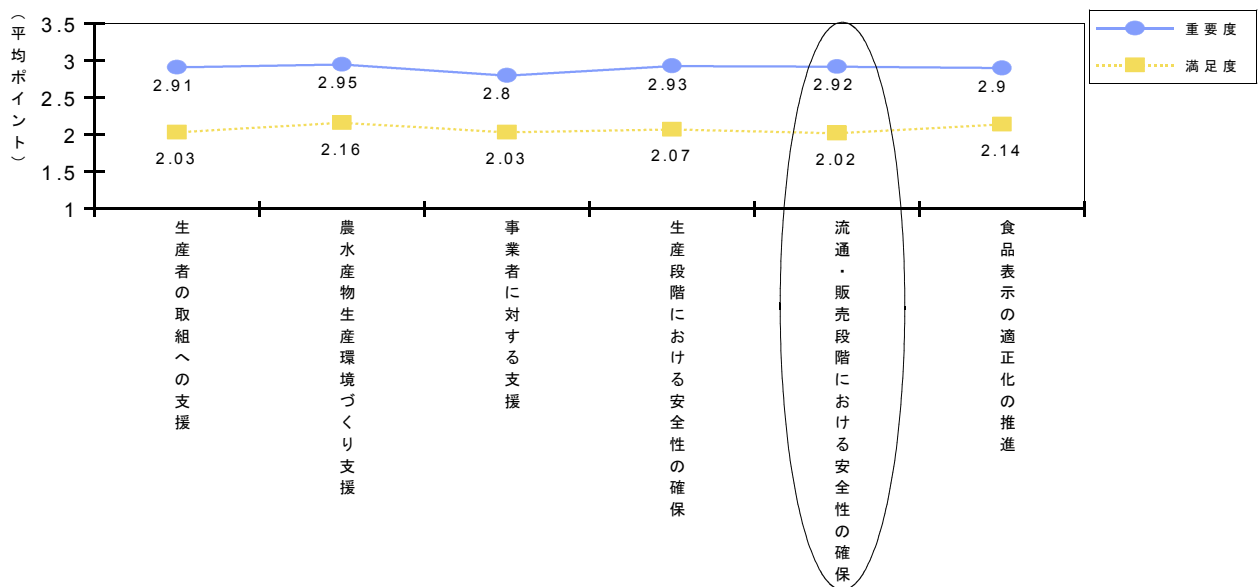 （平均ポイント）
3.5
3
2.5
2
1.5
1
2.91
2.95
2.8
2.93
2.92
2.9
2.03
2.16
2.03
2.07
2.02
2.14
生産者の取組への支援
農水産物生産環境づくり支援
事業者に対する支援
生産段階における安全性の確保
流通・販売段階における安全性の確保
食品表示の適正化の推進
重要度
満足度